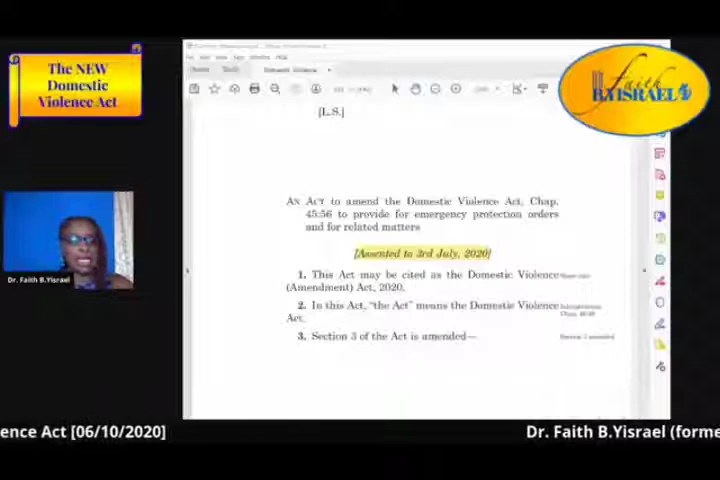 The NEW
Domestic
Violence Act
faith
B.YISRAEL
Dr. Faith B.Yisrael
[L.S.]
AN ACT to amend the Domestic Violence Act, Chap.
45:56 to provide for emergency protection orders
and for related matters
[Assented to 3rd July, 2020]
1. This Act may be cited as the Domestic Violence
(Amendment) Act, 2020.
2. In this Act, “the Act” means the Domestic Violence
Act.
3. Section 3 of the Act is amended—
Section 3 amended
ence Act [06/10/2020]
Dr. Faith B.Yisrael (forme